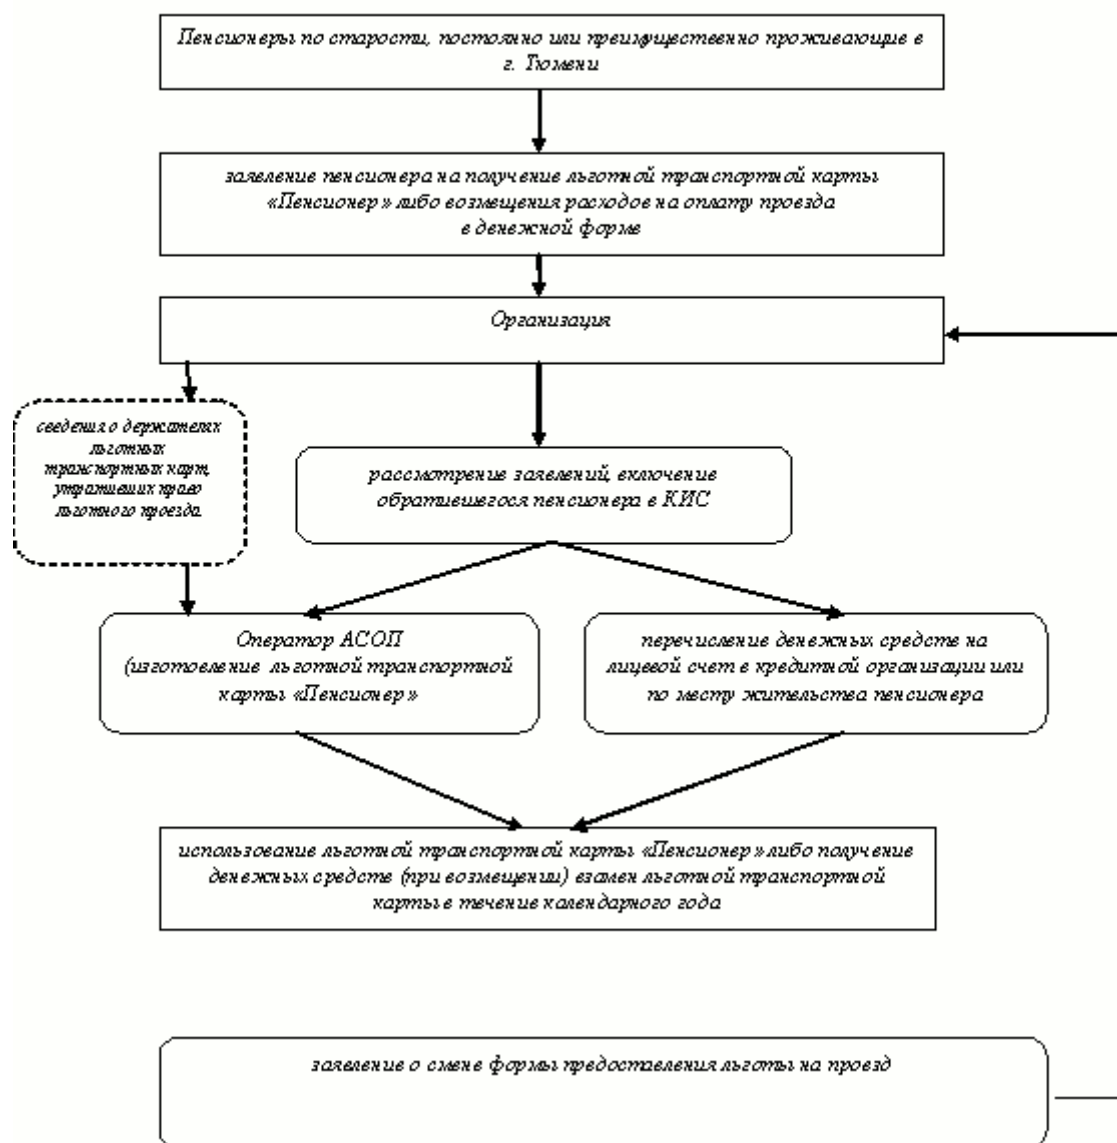 Пенсионеры по старости, постоянно или преимущественно проживающие в
г. Тюмени
заявление пенсионера на получение льготной транспортной карты
«Пенсионер» либо возмещения расходов на оплату проезда
в денежной форме
Организация
сведения о держателях
льготных
транспортных карт,
утративших право
льготного проезда
рассмотрение заявлений, включение
обратившегося пенсионера в КИС
Оператор АСОП
(изготовление льготной транспортной
карты «Пенсионер»
перечисление денежных средств на
лицевой счет в кредитной организации или
по месту жительства пенсионера
использование льготной транспортной карты «Пенсионер» либо получение
денежных средств (при возмещении) взамен льготной транспортной
карты в течение календарного года
заявление о смене формы предоставления льготы на проезд